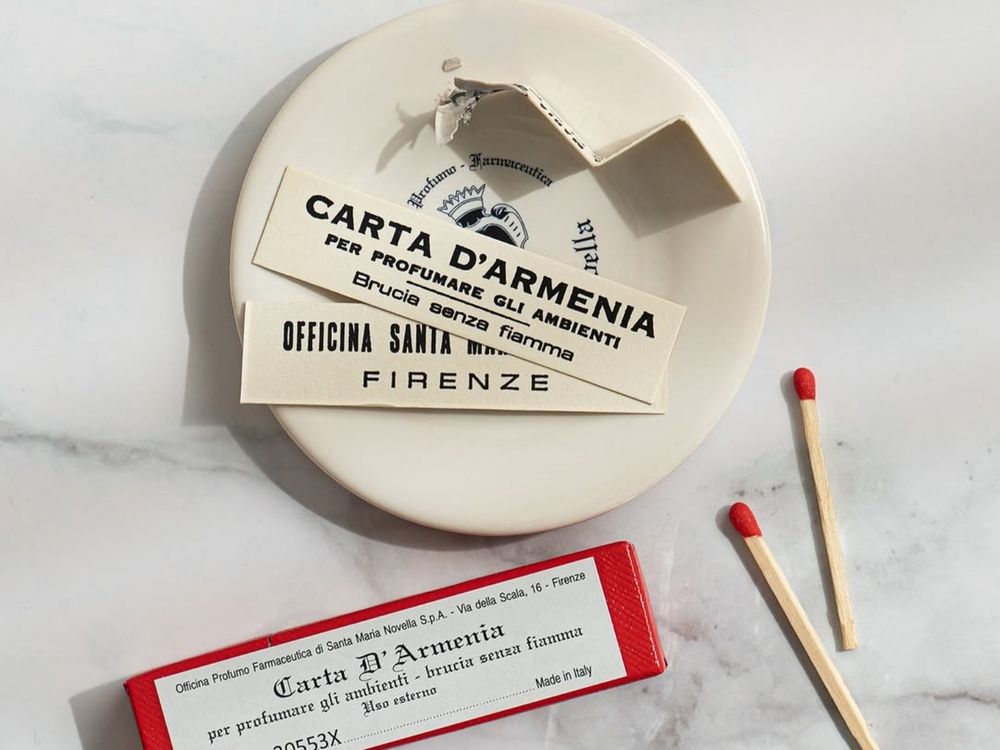 Profumo - Farmaceutica
CARTA D'ARMENIA
PER PROFUMARE GLI AMBIENTI
Brucia senza fiamma
OFFICINA SANTA
FIRENZE
Officina Profumo Farmaceutica di Santa Maria Novella S.p.A. - Via della Scala, 16 - Firenze
Carta D'Armenia
per profumare gli ambienti - brucia senza fiamma
Uso esterno
Made in Italy